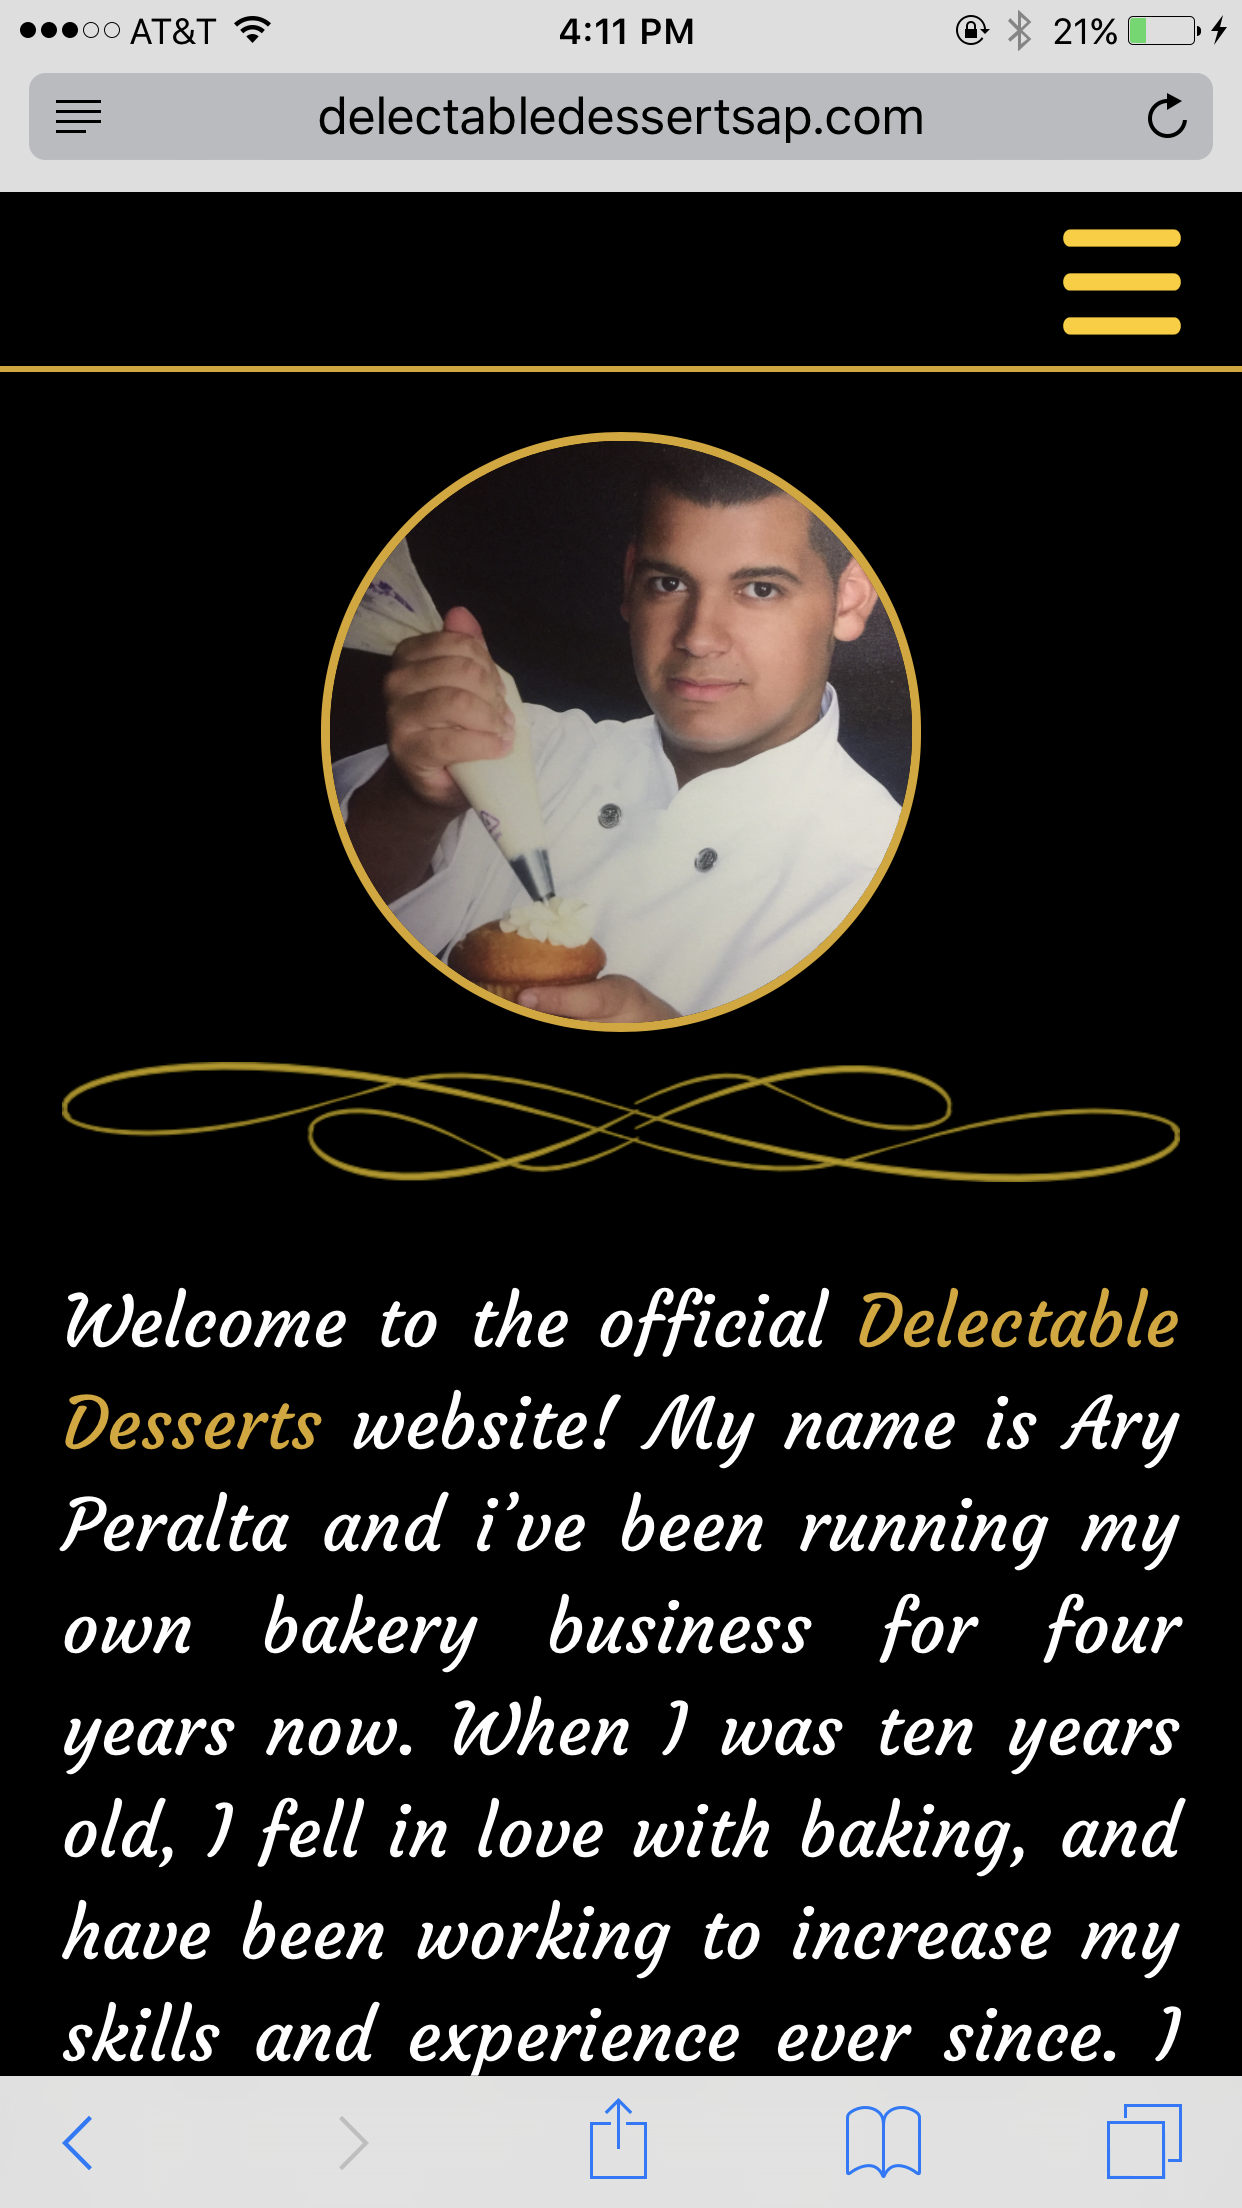 AT&T 4:11 PM 21%
delectabledessertsap.com
Welcome to the official Delectable
Desserts website! My name is Ary
Peralta and i’ve been running my
own bakery business for four
years now. When I was ten years
old, I fell in love with baking, and
have been working to increase my
skills and experience ever since. I